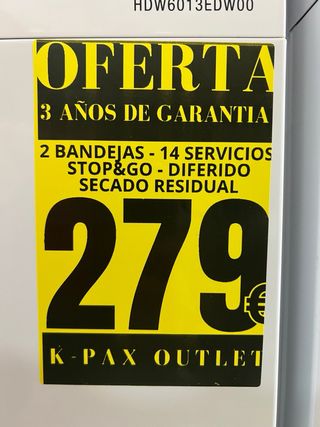 HDW6013EDW00
OFERTA
3 AÑOS DE GARANTIA
2 BANDEJAS - 14 SERVICIOS
STOP&GO - DIFERIDO
SECADO RESIDUAL
279€
K-PAX OUTLET